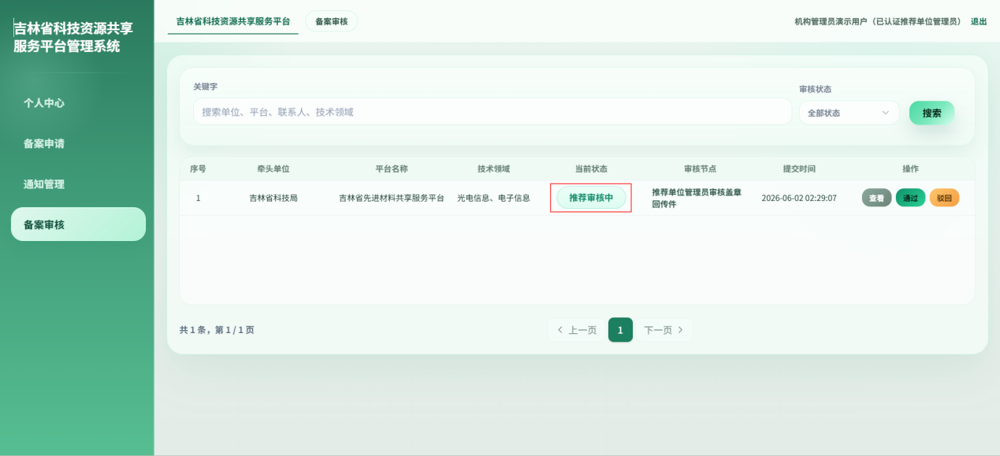 吉林省科技资源共享
服务平台管理系统
个人中心
备案申请
通知管理
备案审核
吉林省科技资源共享服务平台
备案审核
机构管理员演示用户（已认证推荐单位管理员）
退出
关键字
搜索单位、平台、联系人、技术领域
审核状态
全部状态
搜索
序号 牵头单位 平台名称 技术领域 当前状态 审核节点 提交时间 操作
1 吉林省科技局 吉林省先进材料共享服务平台 光电信息、电子信息 推荐审核中 推荐单位管理员审核盖章 2026-06-02 02:29:07 查看 通过 驳回
回传件
共 1 条，第 1 / 1 页
上一页 1 下一页